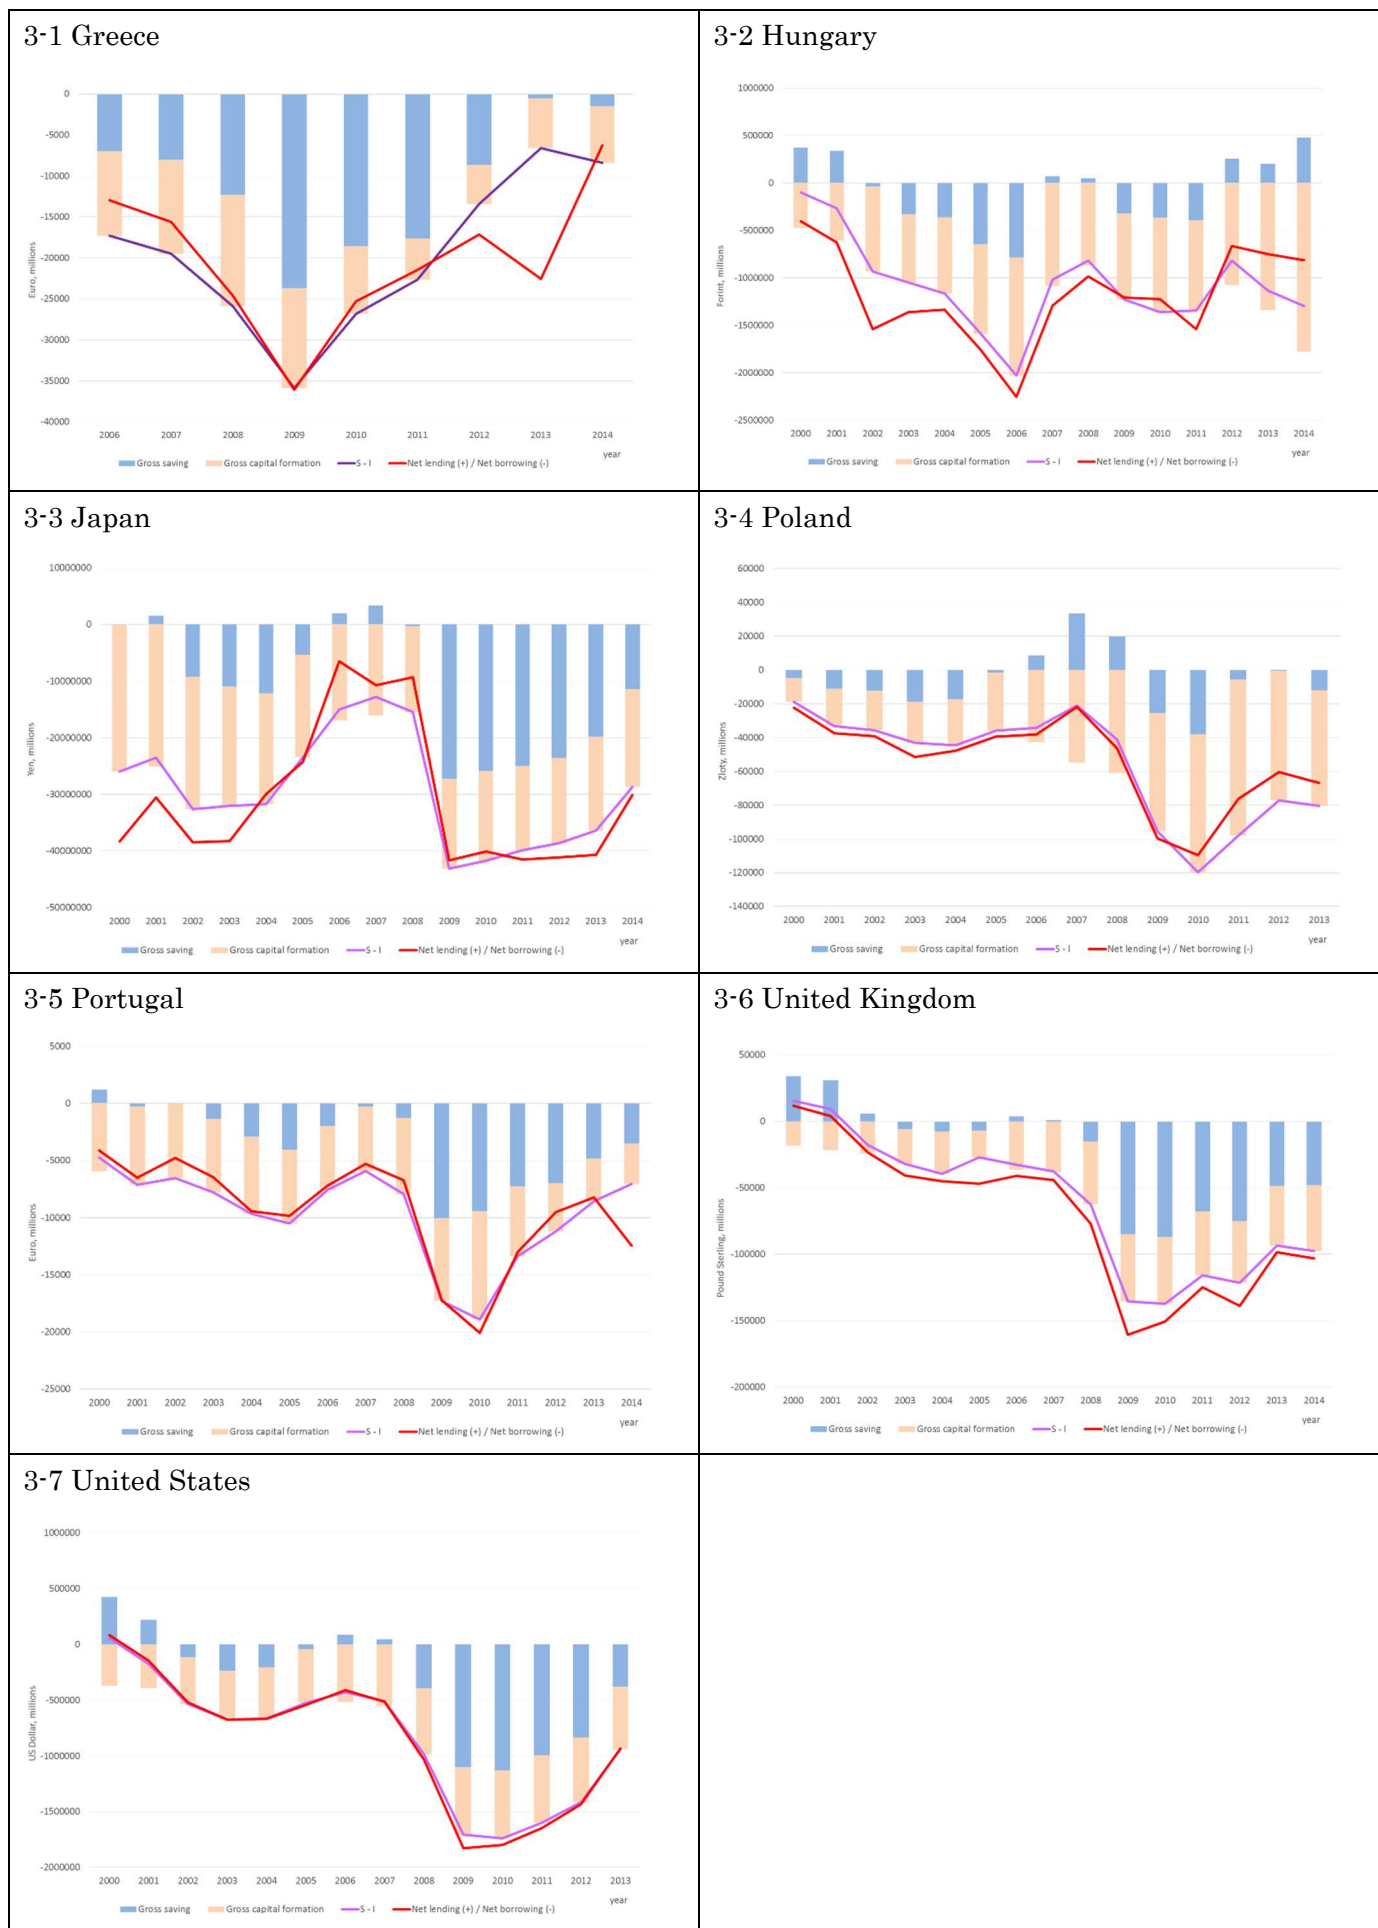 3-1 Greece
0
-5000
-10000
-15000
-20000
-25000
-30000
-35000
-40000
Euro, millions
2006 2007 2008 2009 2010 2011 2012 2013 2014
year
Gross saving Gross capital formation S - I Net lending (+) / Net borrowing (-)
3-2 Hungary
1000000
500000
0
-500000
-1000000
-1500000
-2000000
-2500000
Forint, millions
2000 2001 2002 2003 2004 2005 2006 2007 2008 2009 2010 2011 2012 2013 2014
year
Gross saving Gross capital formation S - I Net lending (+) / Net borrowing (-)
3-3 Japan
10000000
0
-10000000
-20000000
-30000000
-40000000
-50000000
Yen, millions
2000 2001 2002 2003 2004 2005 2006 2007 2008 2009 2010 2011 2012 2013 2014
year
Gross saving Gross capital formation S - I Net lending (+) / Net borrowing (-)
3-4 Poland
60000
40000
20000
0
-20000
-40000
-60000
-80000
-100000
-120000
-140000
Zloty, millions
2000 2001 2002 2003 2004 2005 2006 2007 2008 2009 2010 2011 2012 2013
year
Gross saving Gross capital formation S - I Net lending (+) / Net borrowing (-)
3-5 Portugal
5000
0
-5000
-10000
-15000
-20000
-25000
Euro, millions
2000 2001 2002 2003 2004 2005 2006 2007 2008 2009 2010 2011 2012 2013 2014
year
Gross saving Gross capital formation S - I Net lending (+) / Net borrowing (-)
3-6 United Kingdom
50000
0
-50000
-100000
-150000
-200000
Pound Sterling, millions
2000 2001 2002 2003 2004 2005 2006 2007 2008 2009 2010 2011 2012 2013 2014
year
Gross saving Gross capital formation S - I Net lending (+) / Net borrowing (-)
3-7 United States
1000000
500000
0
-500000
-1000000
-1500000
-2000000
US Dollar, millions
2000 2001 2002 2003 2004 2005 2006 2007 2008 2009 2010 2011 2012 2013
year
Gross saving Gross capital formation S - I Net lending (+) / Net borrowing (-)